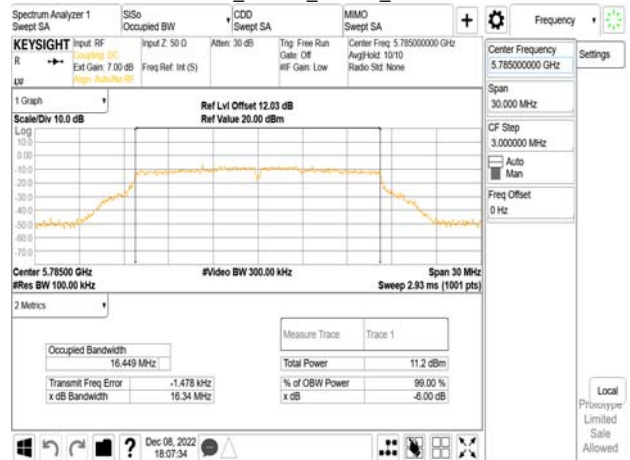 Spectrum Analyzer 1
Swept SA
SISo
Occupied BW
CDD
Swept SA
MIMO
Swept SA
+
Frequency
KEYSIGHT
R
Input: RF
Coupling: DC
Ext Gain: 7.00 dB
Align: Auto/No RF
Input Z: 50 Ω
Freq Ref: Int (S)
Atten: 30 dB
Trig: Free Run
Gate: Off
#IF Gain: Low
Center Freq: 5.785000000 GHz
Avg|Hold: 10/10
Radio Std: None
Center Frequency
5.785000000 GHz
Settings
Span
30.000 MHz
CF Step
3.000000 MHz
Auto
Man
Freq Offset
0 Hz
1 Graph
Scale/Div 10.0 dB
Ref Lvl Offset 12.03 dB
Ref Value 20.00 dBm
Log
10.0
0.00
-10.0
-20.0
-30.0
-40.0
-50.0
-60.0
-70.0
Center 5.78500 GHz
#Res BW 100.00 kHz
#Video BW 300.00 kHz
Span 30 MHz
Sweep 2.93 ms (1001 pts)
2 Metrics
Measure Trace Trace 1
Occupied Bandwidth
16.449 MHz
Total Power 11.2 dBm
Transmit Freq Error -1.478 kHz
% of OBW Power 99.00 %
x dB Bandwidth 16.34 MHz
x dB -6.00 dB
Local
Prototype
Limited
Sale
Allowed
?
Dec 08, 2022
18:07:34